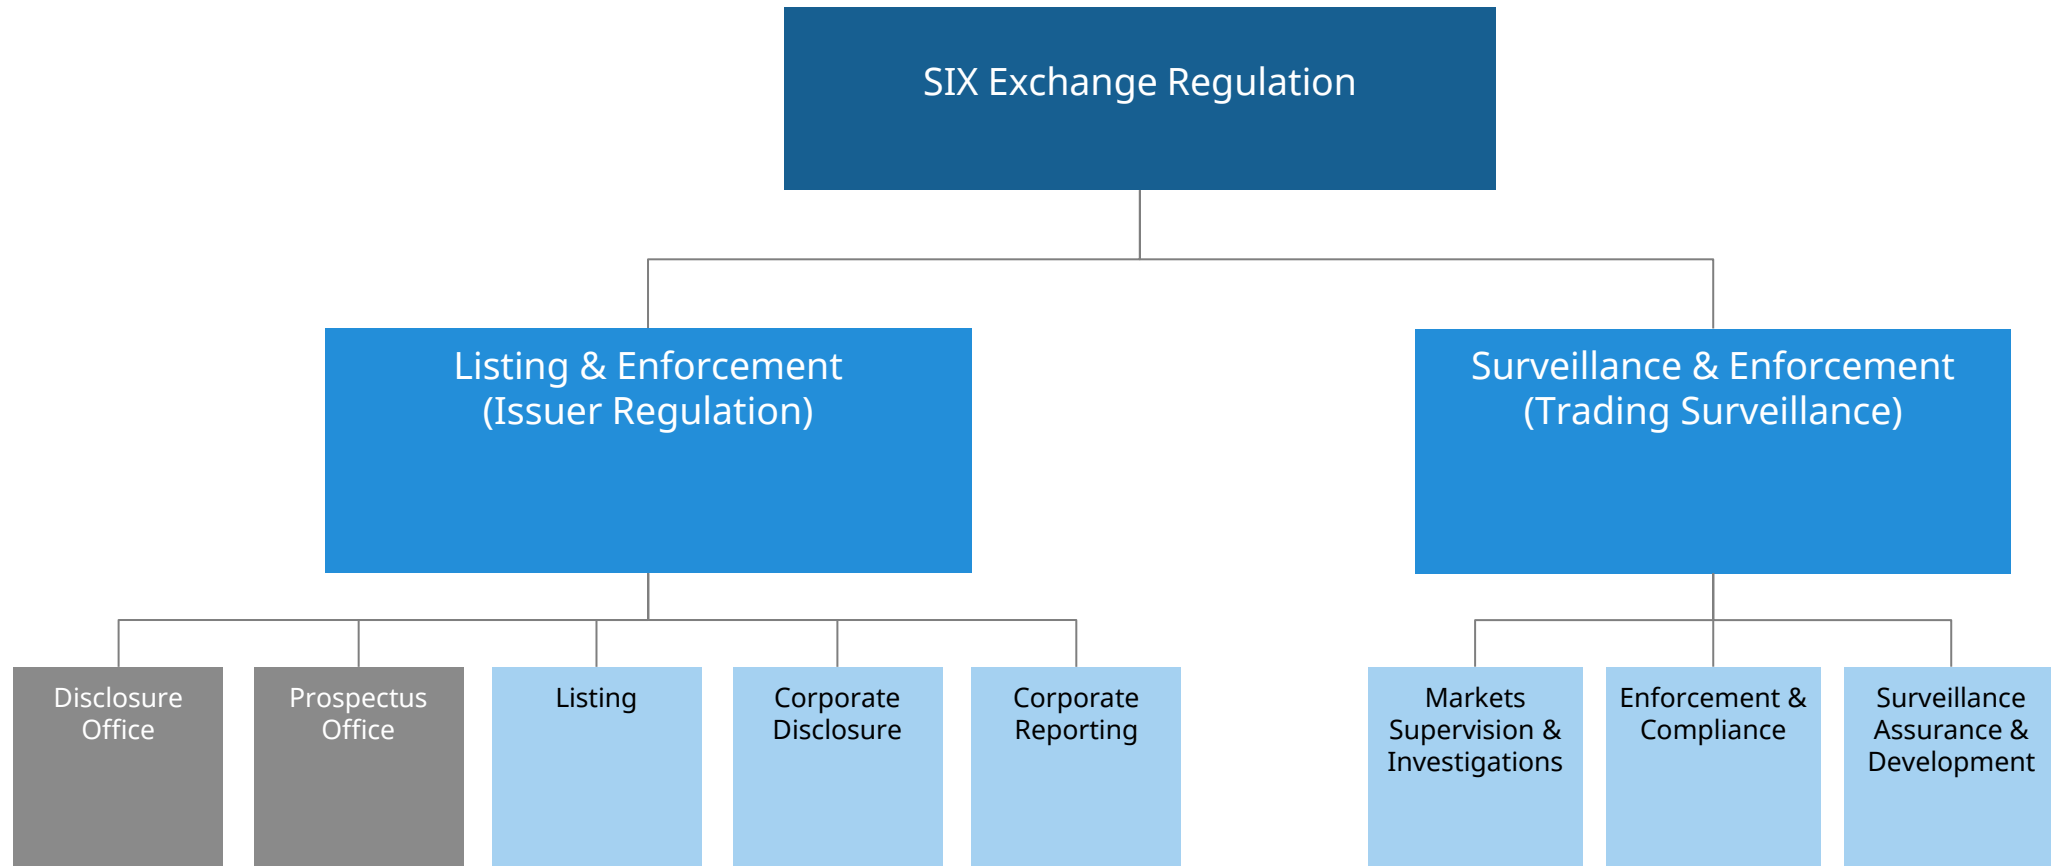 SIX Exchange Regulation
Listing & Enforcement
(Issuer Regulation)
Surveillance & Enforcement
(Trading Surveillance)
Disclosure
Office
Prospectus
Office
Listing
Corporate
Disclosure
Corporate
Reporting
Markets
Supervision &
Investigations
Enforcement &
Compliance
Surveillance
Assurance &
Development